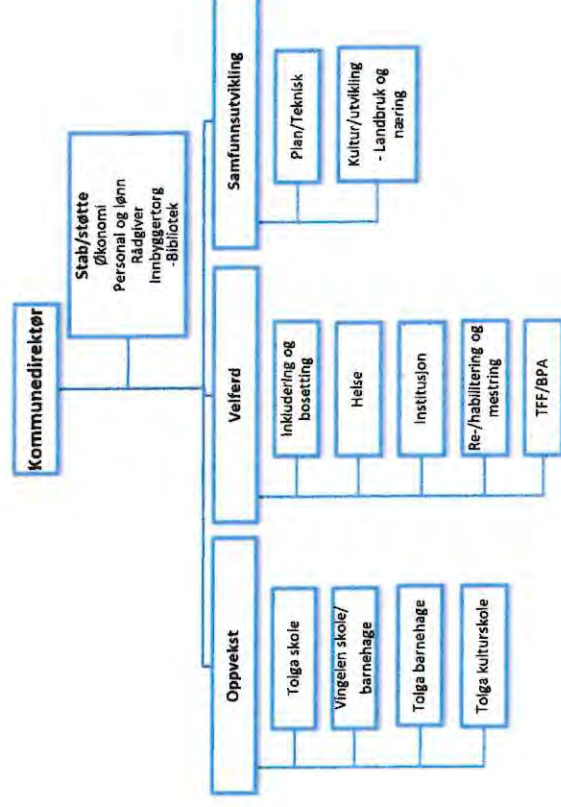 Kommunedirektør
Stab/støtte
Økonomi
Personal og lønn
Rådgiver
Innbyggertorg
-Bibliotek
Oppvekst
Tolga skole
Vingelen skole/
barnehage
Tolga barnehage
Tolga kulturskole
Velferd
Inkludering og
bosetting
Helse
Institusjon
Re-/habilitering og
mestring
TFF/BPA
Samfunnsutvikling
Plan/Teknisk
Kultur/utvikling
- Landbruk og
næring